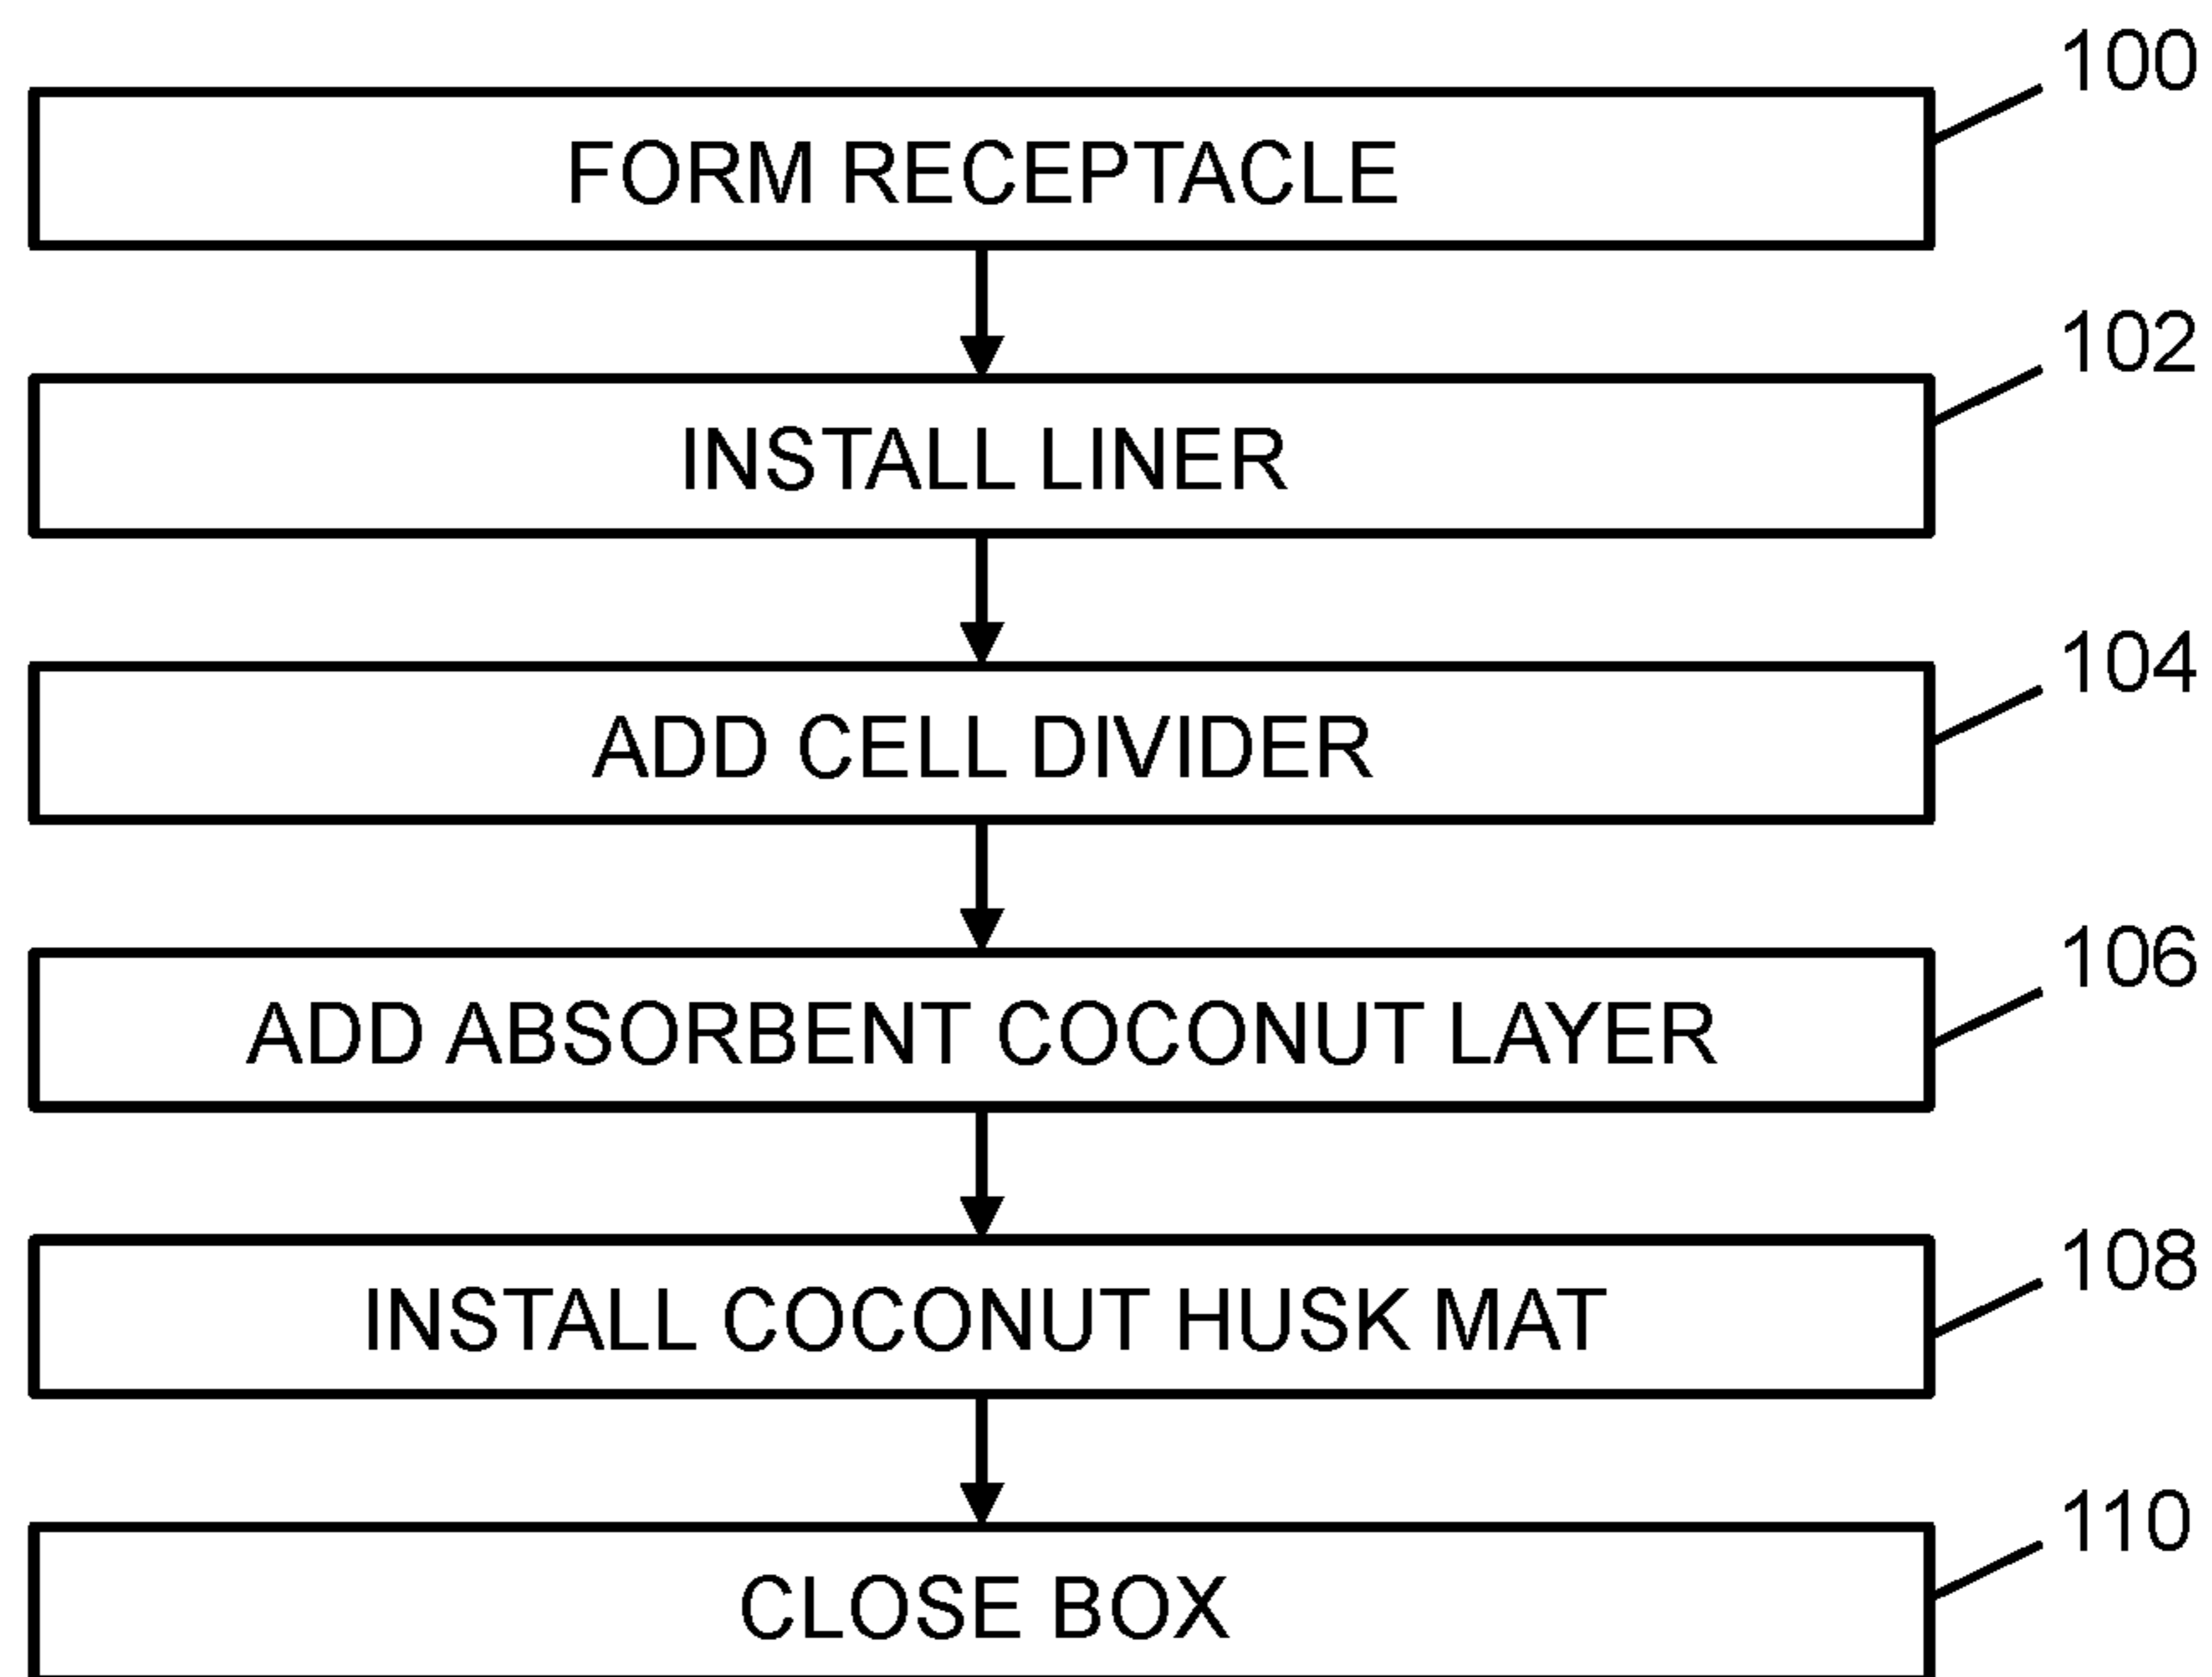 100
FORM RECEPTACLE
102
INSTALL LINER
104
ADD CELL DIVIDER
106
ADD ABSORBENT COCONUT LAYER
108
INSTALL COCONUT HUSK MAT
110
CLOSE BOX